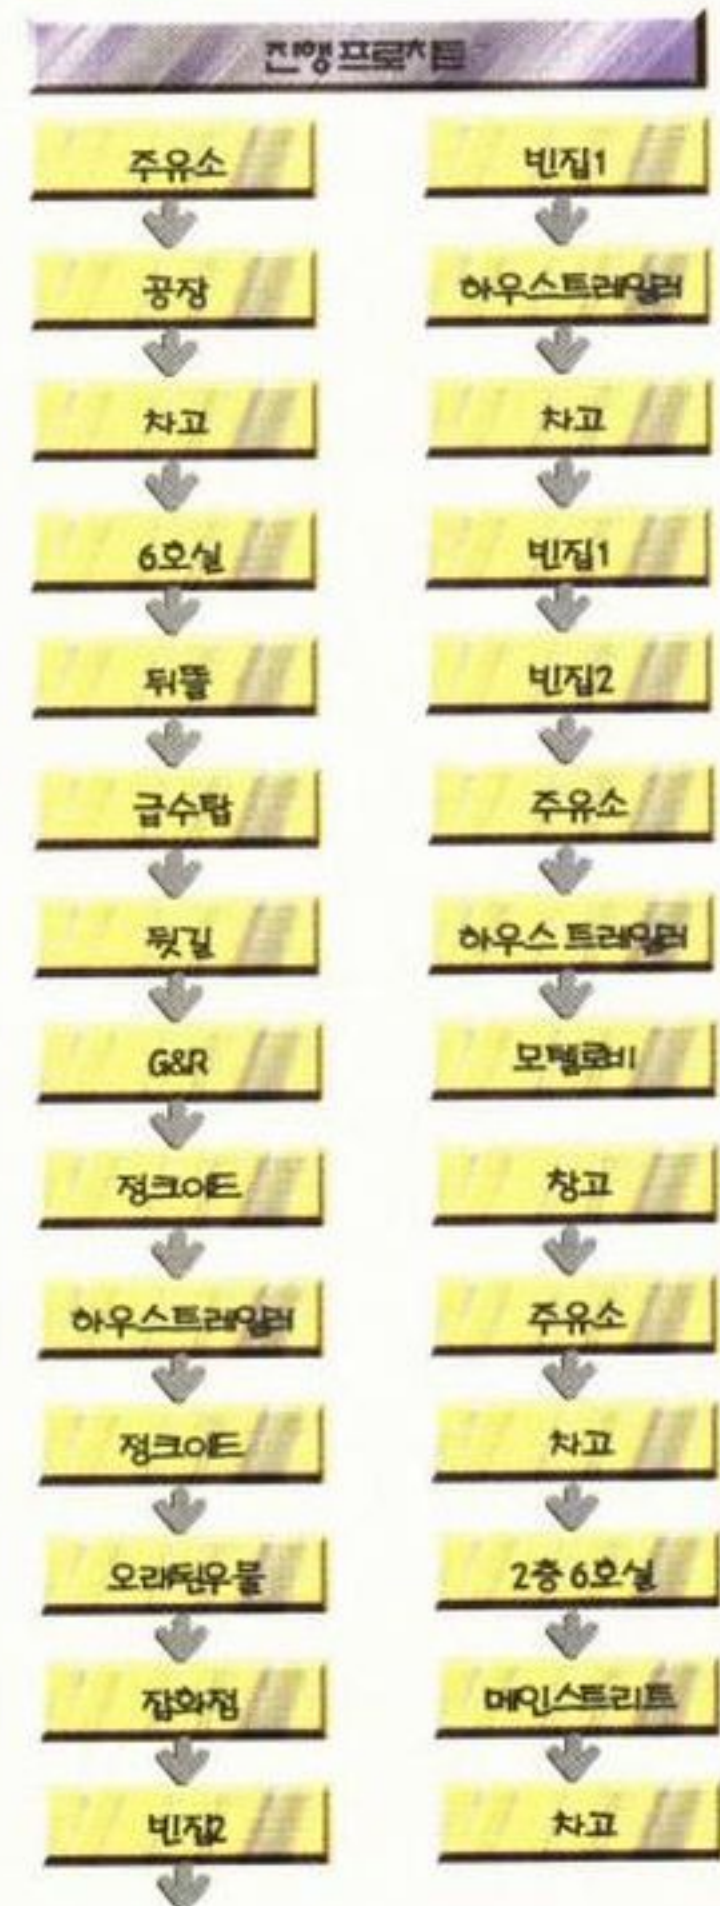 진행 프로차트
주유소
공장
차고
6호실
뒤뜰
급수탑
뒷길
G&R
정크야드
하우스트레일러
정크야드
오래된우물
잡화점
빈집2
빈집1
하우스트레일러
차고
빈집1
빈집2
주유소
하우스 트레일러
모텔로비
창고
주유소
차고
2층 6호실
메인스트리트
차고